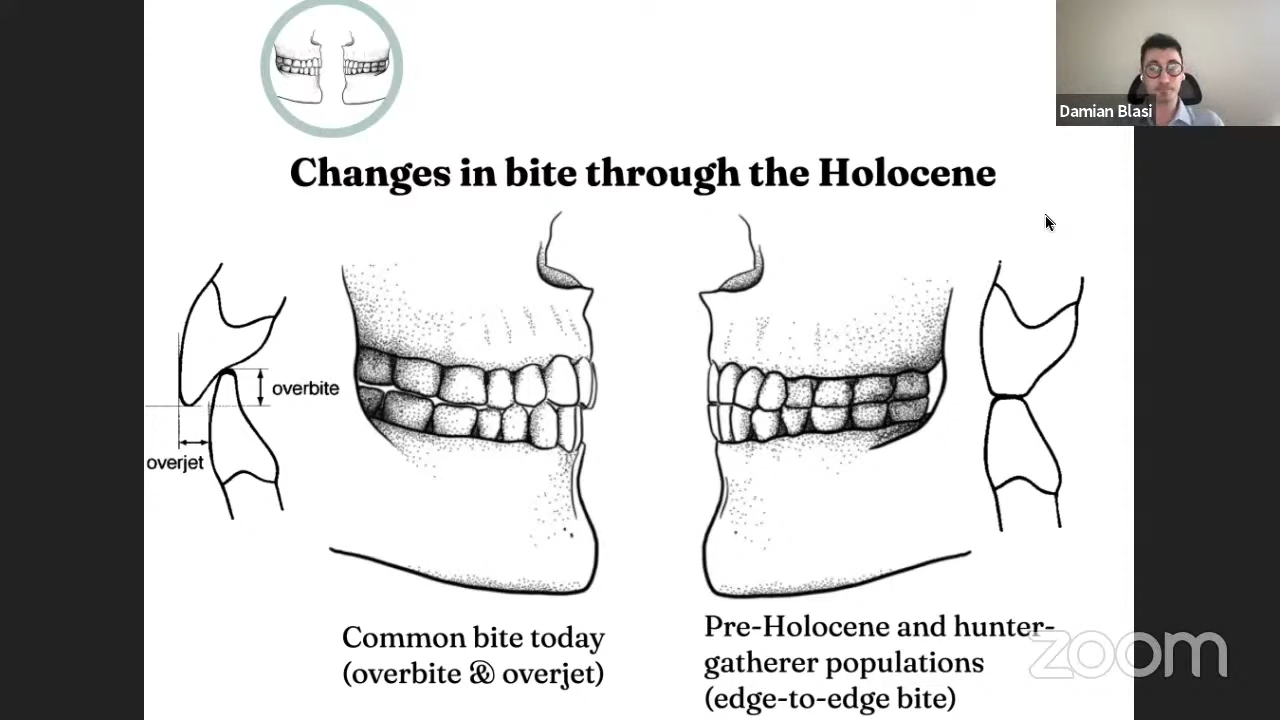 Damian Blasi
Changes in bite through the Holocene
overbite
overjet
Common bite today
(overbite & overjet)
Pre-Holocene and hunter-
gatherer populations
(edge-to-edge bite)
zoom